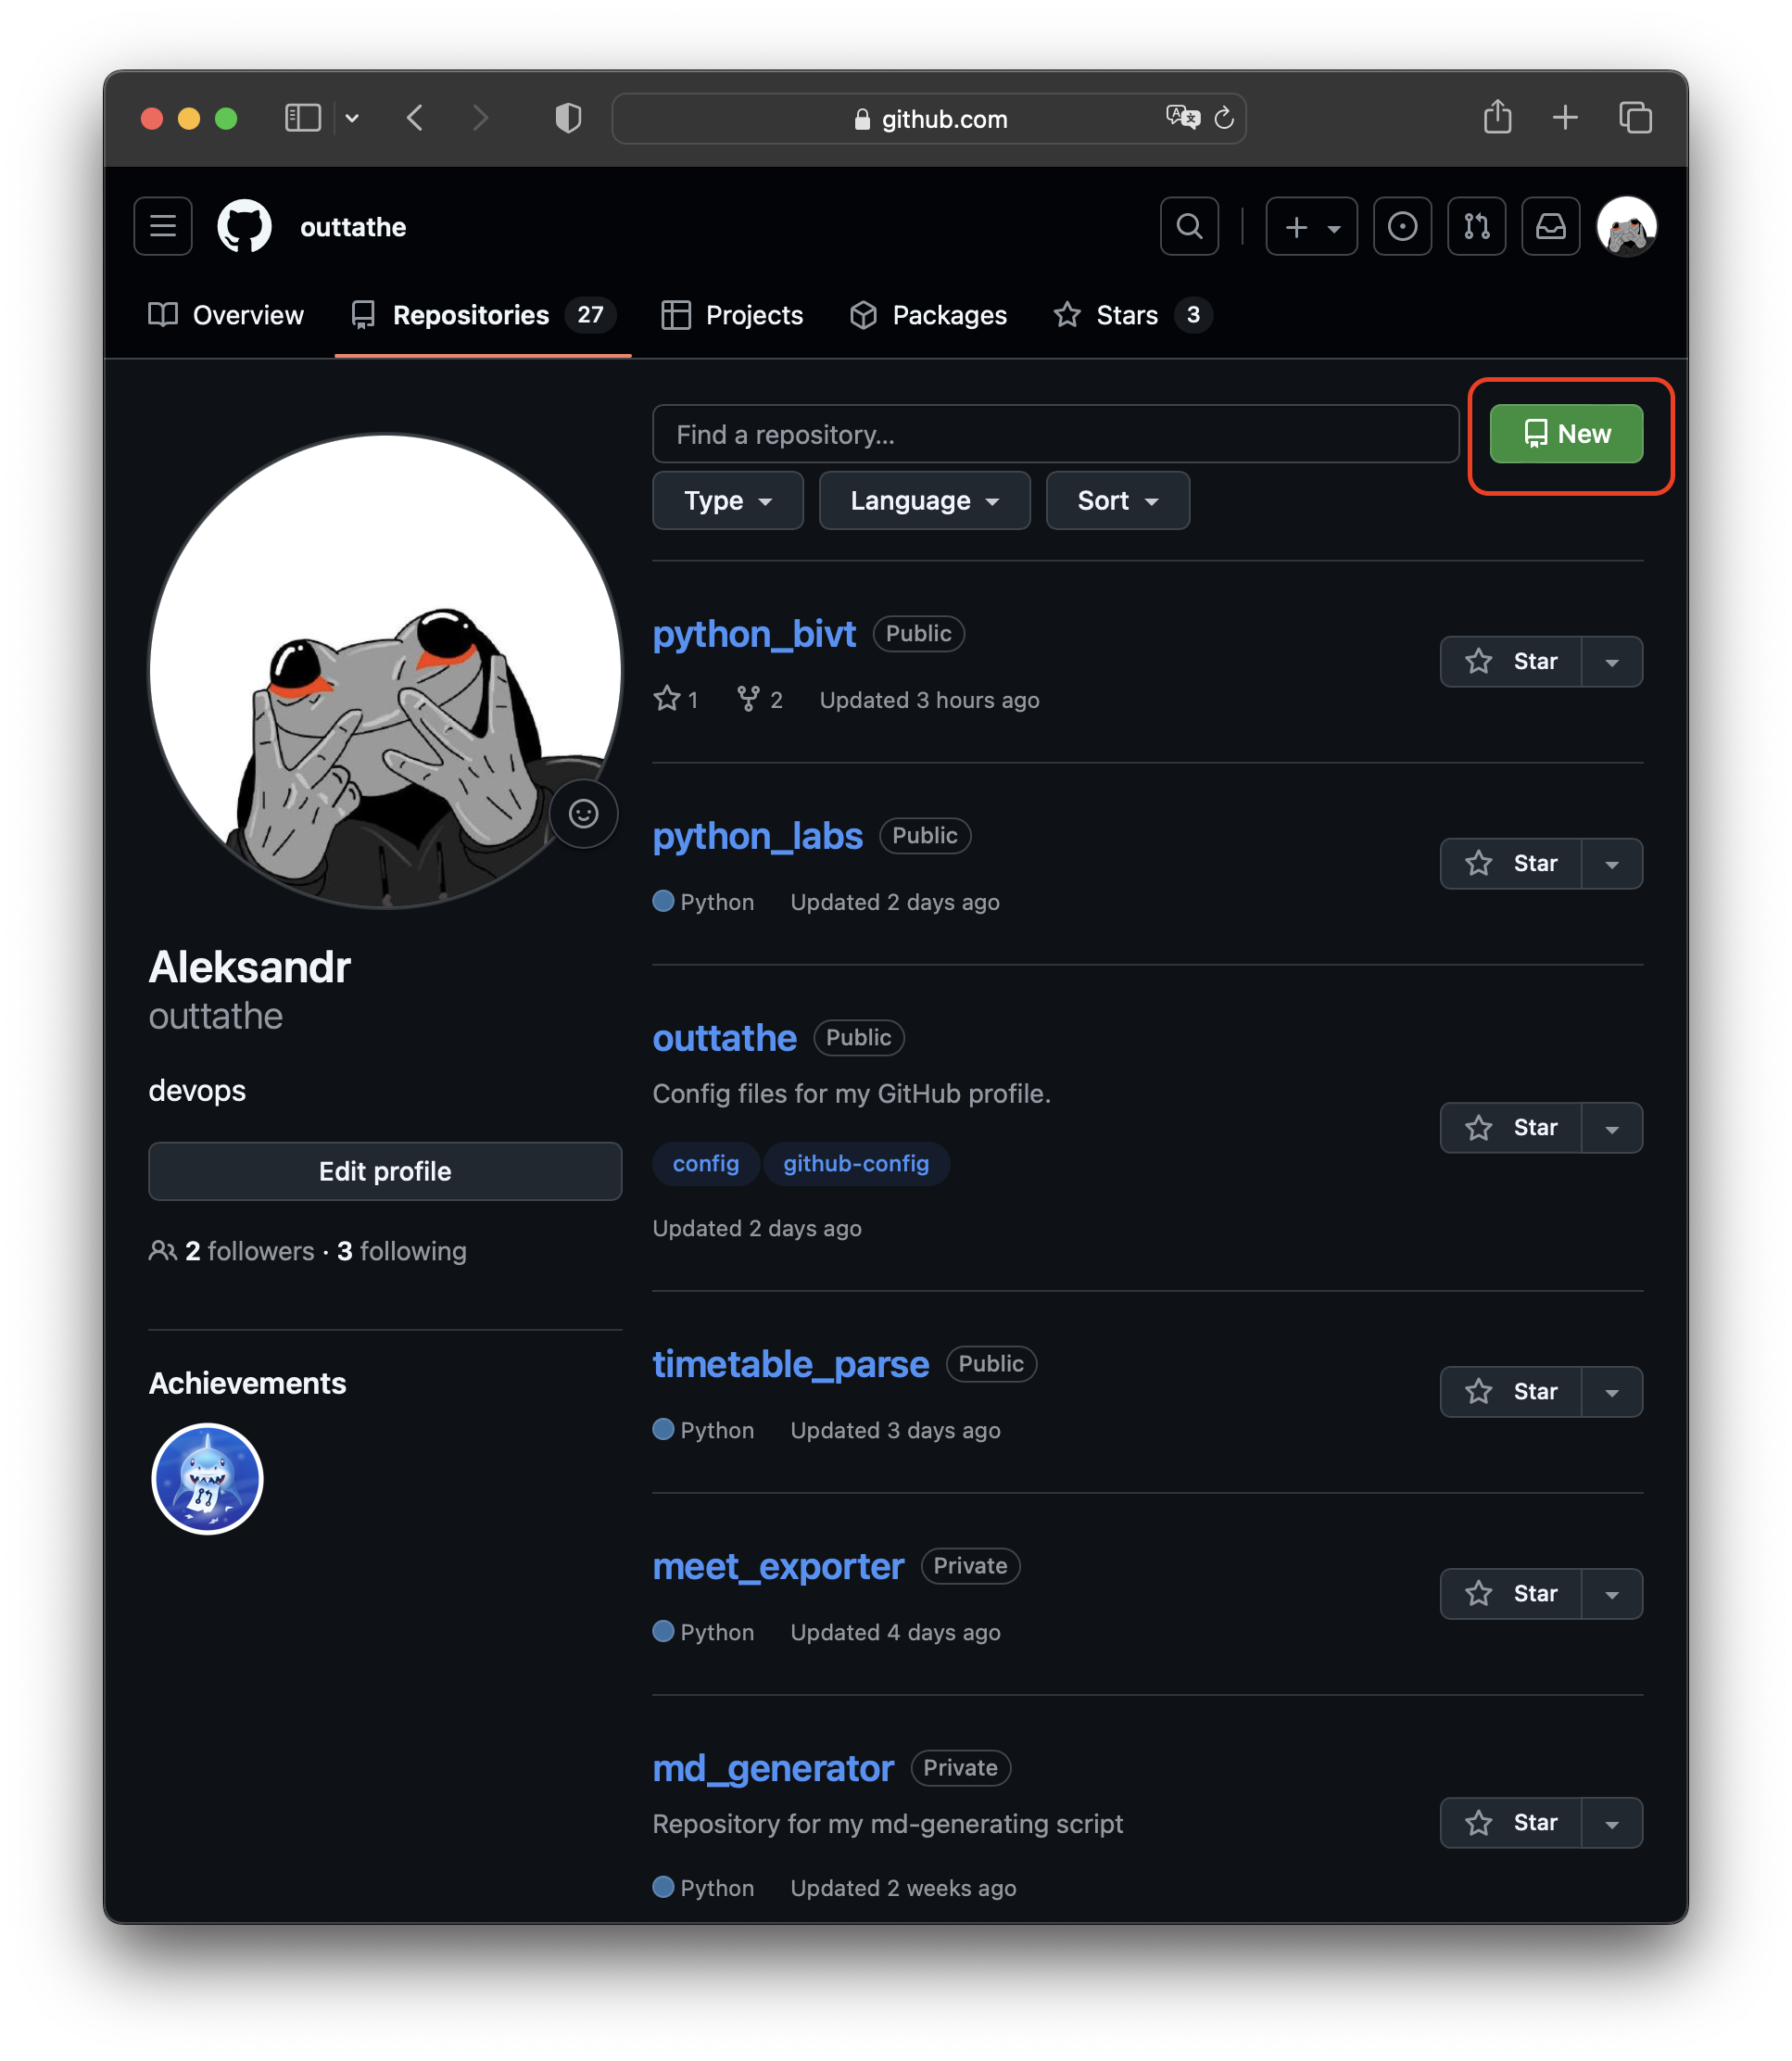 github.com
outtathe
Overview Repositories 27 Projects Packages Stars 3
Find a repository... New
Type Language Sort
python_bivt Public
1 2 Updated 3 hours ago
Star
python_labs Public
Python Updated 2 days ago
Star
outtathe Public
Config files for my GitHub profile.
config github-config
Updated 2 days ago
Star
timetable_parse Public
Python Updated 3 days ago
Star
meet_exporter Private
Python Updated 4 days ago
Star
md_generator Private
Repository for my md-generating script
Python Updated 2 weeks ago
Star
Aleksandr
outtathe
devops
Edit profile
2 followers · 3 following
Achievements